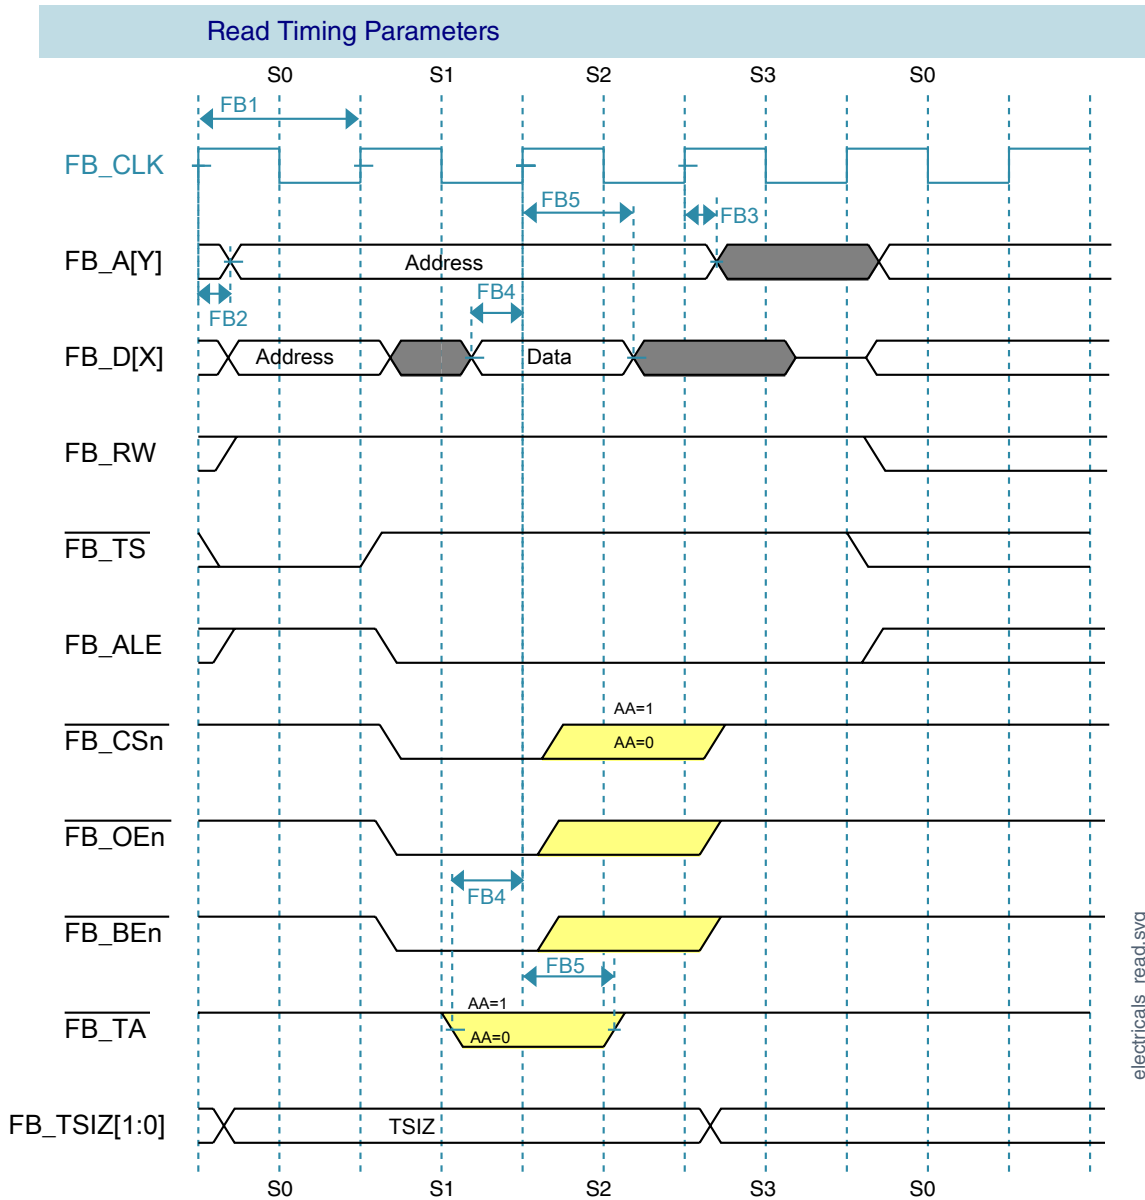 Read Timing Parameters
S0 S1 S2 S3 S0
FB1
FB_CLK
FB5
FB3
FB_A[Y]
Address
FB4
FB2
FB_D[X]
Address
Data
FB_RW
FB_TS
FB_ALE
AA=1
FB_CSn
AA=0
FB_OEn
FB4
FB_BEn
FB5
AA=1
FB_TA
AA=0
FB_TSIZ[1:0]
TSIZ
S0 S1 S2 S3 S0
electricals_read.svg